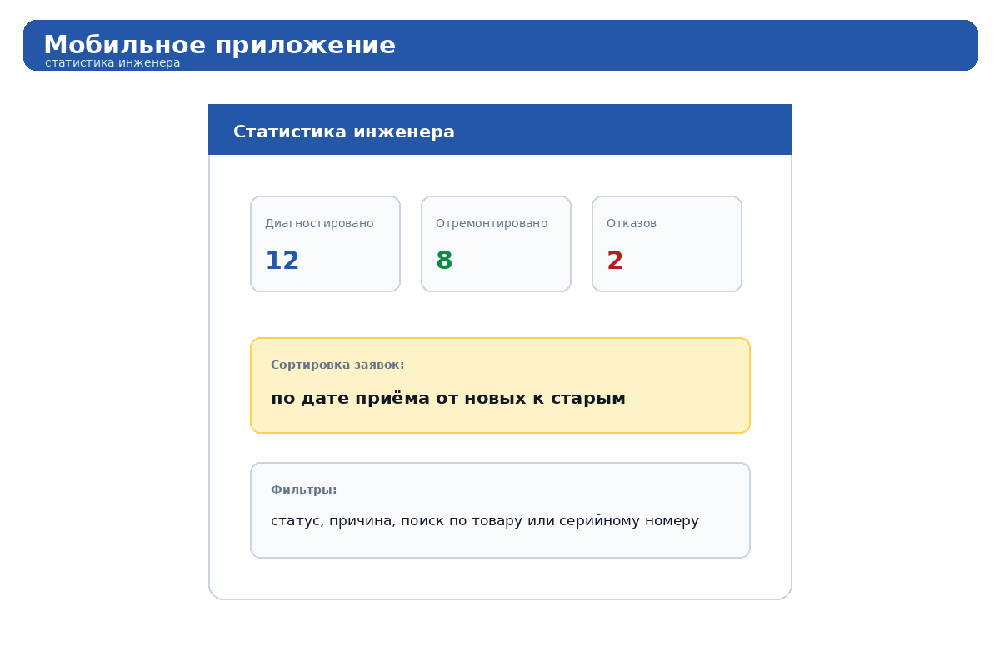 Мобильное приложение
статистика инженера
Статистика инженера
Диагностировано
Отремонтировано
Отказов
12
8
2
Сортировка заявок:
по дате приёма от новых к старым
Фильтры:
статус, причина, поиск по товару или серийному номеру